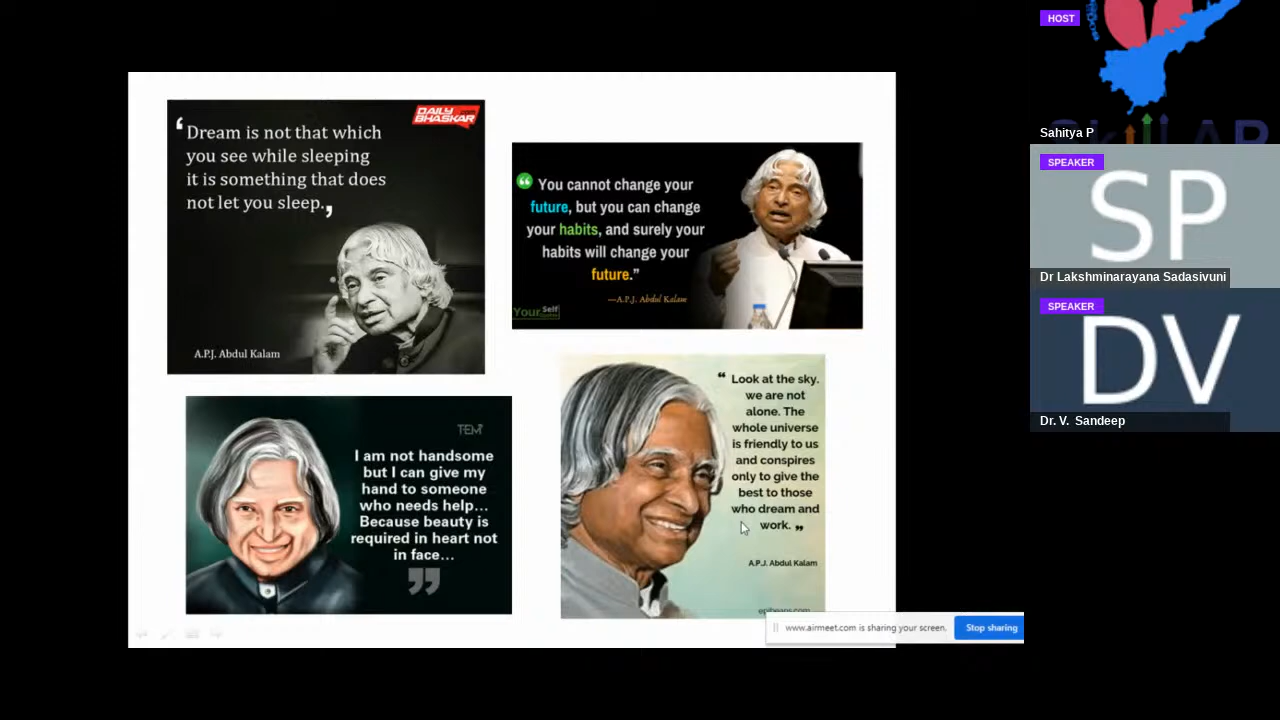 ‘Dream is not that which
you see while sleeping
it is something that does
not let you sleep.,
A.P.J. Abdul Kalam
DAILY
BHASKAR
“ You cannot change your
future, but you can change
your habits, and surely your
habits will change your
future.”
—A.P.J. Abdul Kalam
YourSelf
I am not handsome
but I can give my
hand to someone
who needs help...
Because beauty is
required in heart not
in face...
”
“ Look at the sky.
we are not
alone. The
whole universe
is friendly to us
and conspires
only to give the
best to those
who dream and
work. ”
A.P.J. Abdul Kalam
www.airmeet.com is sharing your screen.
Stop sharing
HOST
Sahitya P
SPEAKER
SP
Dr Lakshminarayana Sadasivuni
SPEAKER
DV
Dr. V. Sandeep